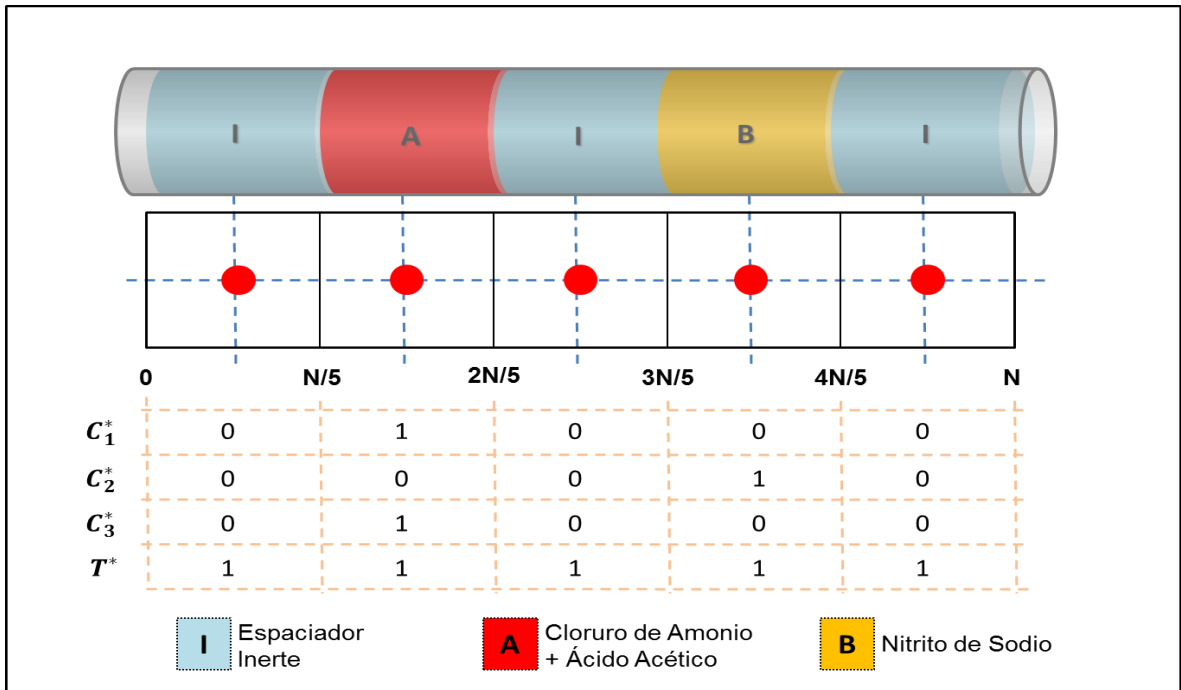 I A I B I
0 N/5 2N/5 3N/5 4N/5 N
C₁* 0 1 0 0 0
C₂* 0 0 0 1 0
C₃* 0 1 0 0 0
T* 1 1 1 1 1
I Espaciador
Inerte
A Cloruro de Amonio
+ Ácido Acético
B Nitrito de Sodio